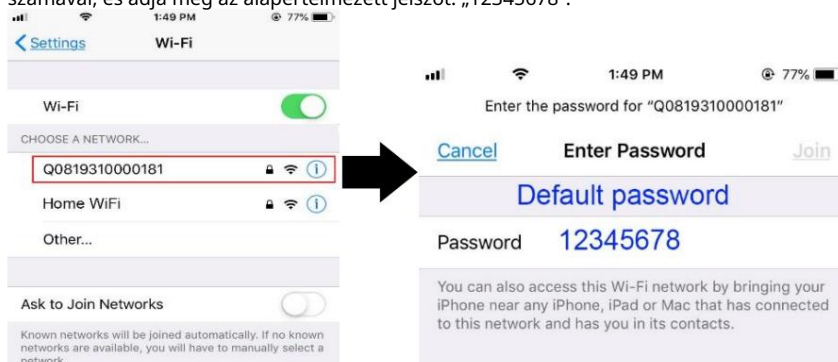 számával, és adja meg az alapértelmezett jelszót: „12345678”.
1:49 PM 77%
Settings Wi-Fi
Wi-Fi
CHOOSE A NETWORK...
Q0819310000181
Home WiFi
Other...
Ask to Join Networks
Known networks will be joined automatically. If no known
networks are available, you will have to manually select a
network.
1:49 PM 77%
Enter the password for “Q0819310000181”
Cancel Enter Password Join
Default password
Password 12345678
You can also access this Wi-Fi network by bringing your
iPhone near any iPhone, iPad or Mac that has connected
to this network and has you in its contacts.